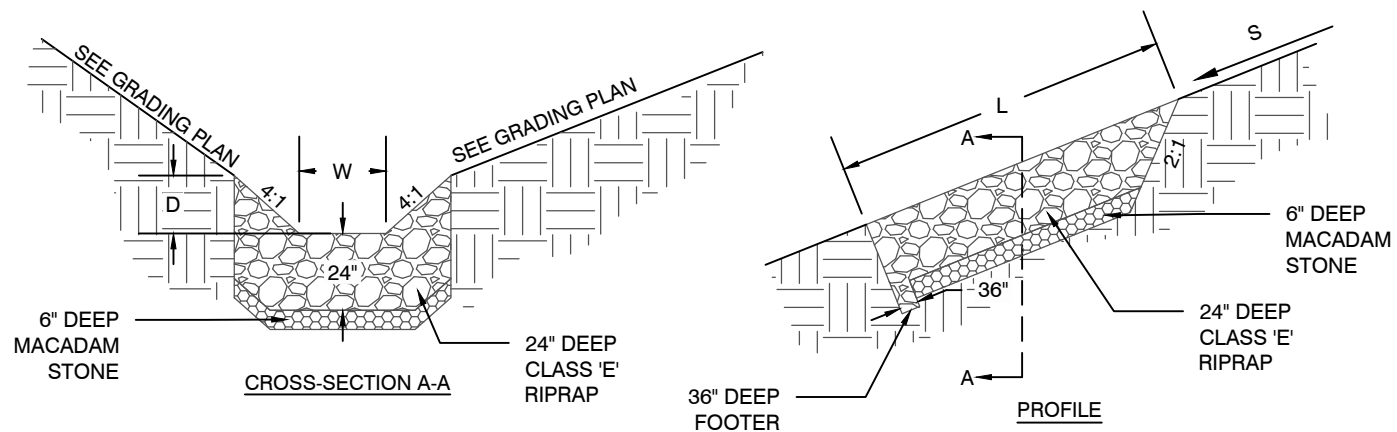 SEE GRADING PLAN
SEE GRADING PLAN
D
4:1
W
4:1
24"
6" DEEP
MACADAM
STONE
24" DEEP
CLASS 'E'
RIPRAP
CROSS-SECTION A-A
S
L
A
2:1
6" DEEP
MACADAM
STONE
36"
24" DEEP
CLASS 'E'
RIPRAP
A
36" DEEP
FOOTER
PROFILE